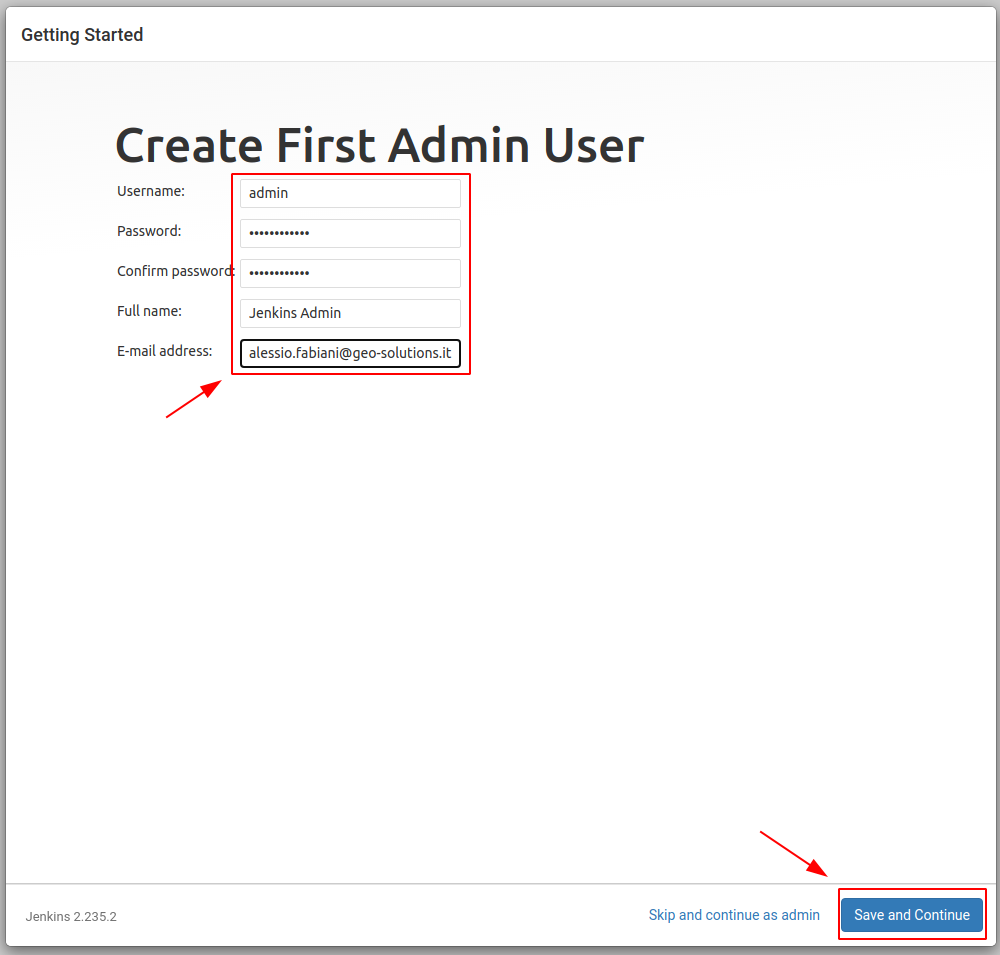 Getting Started
Create First Admin User
Username: admin
Password: ••••••••••••
Confirm password: ••••••••••••
Full name: Jenkins Admin
E-mail address: alessio.fabiani@geo-solutions.it
Jenkins 2.235.2 Skip and continue as admin Save and Continue